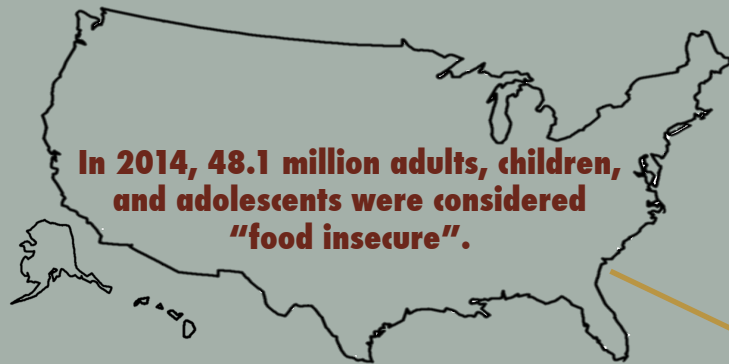 In 2014, 48.1 million adults, children,
and adolescents were considered
“food insecure”.